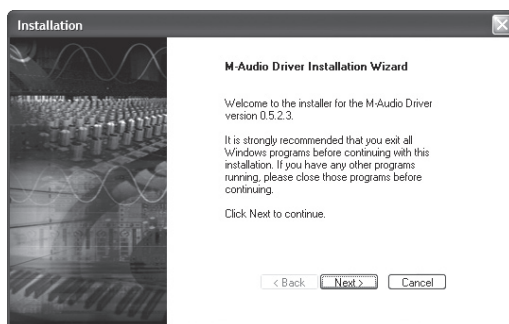 Installation
M-Audio Driver Installation Wizard
Welcome to the installer for the M-Audio Driver
version 0.5.2.3.
It is strongly recommended that you exit all
Windows programs before continuing with this
installation. If you have any other programs
running, please close those programs before
continuing.
Click Next to continue.
< Back Next > Cancel